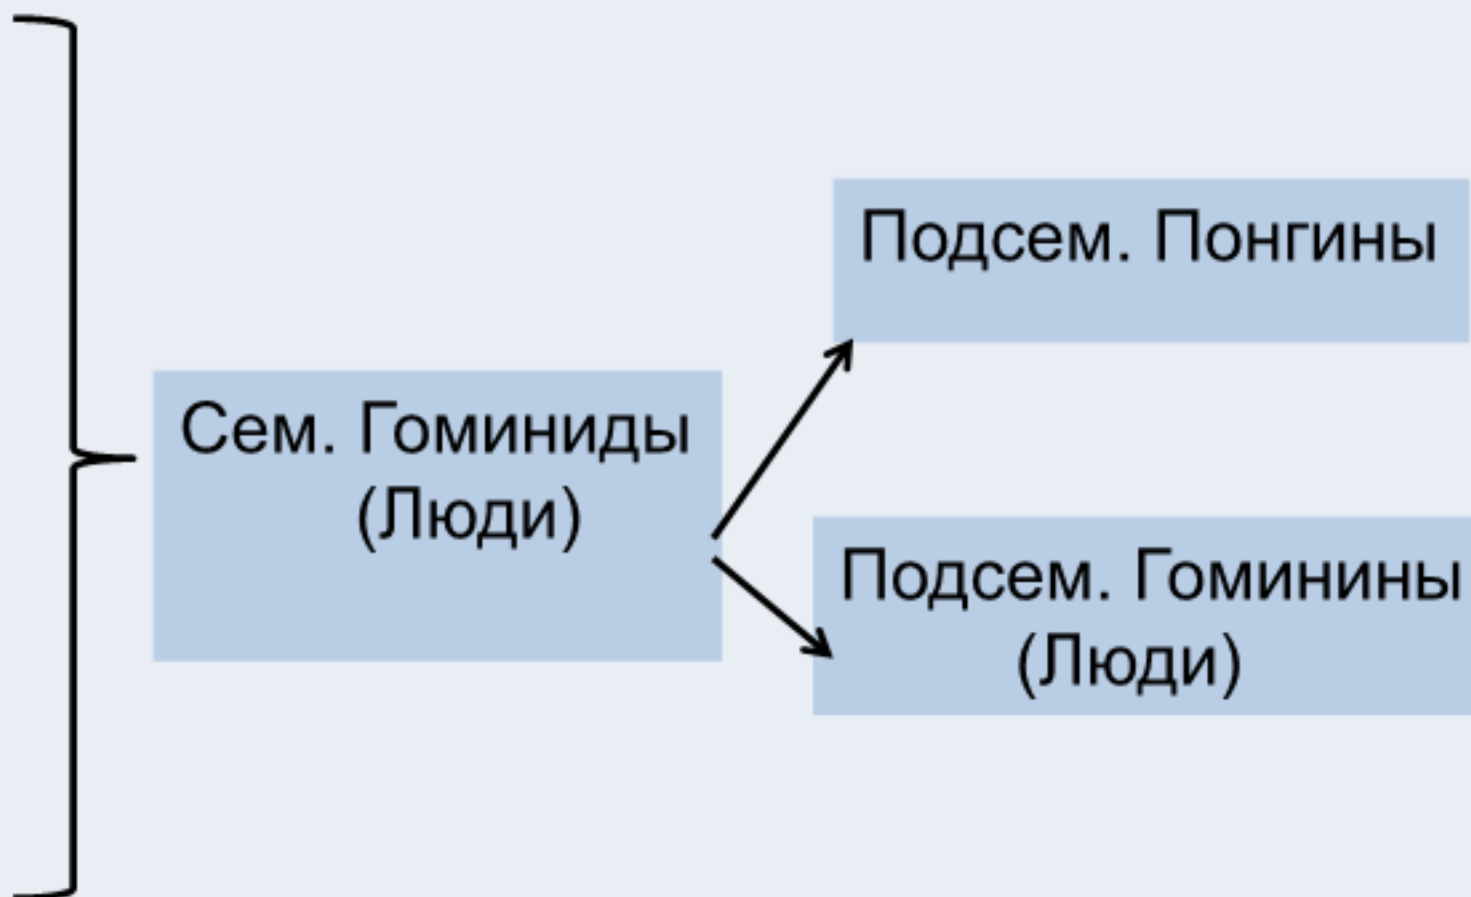 Подсем. Понгины
Сем. Гоминиды
(Люди)
Подсем. Гоминины
(Люди)